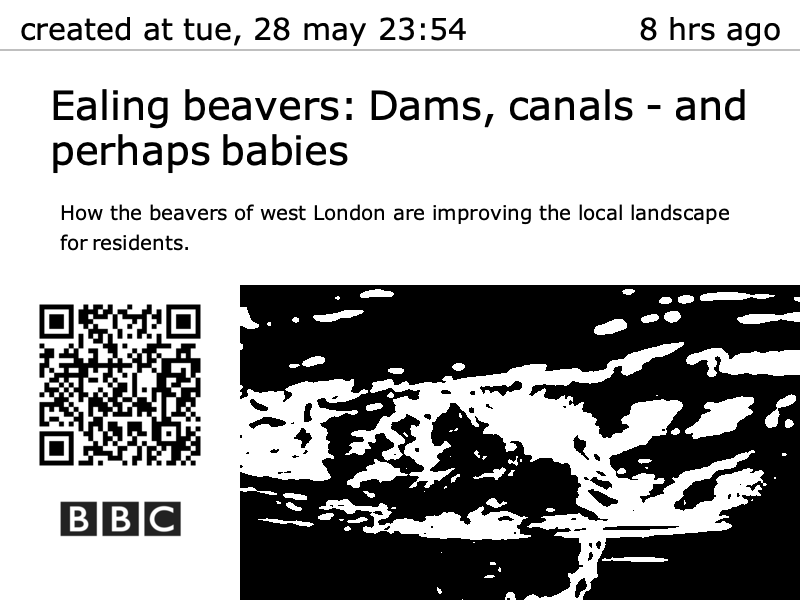 created at tue, 28 may 23:54
8 hrs ago
Ealing beavers: Dams, canals - and
perhaps babies
How the beavers of west London are improving the local landscape
for residents.
BBC